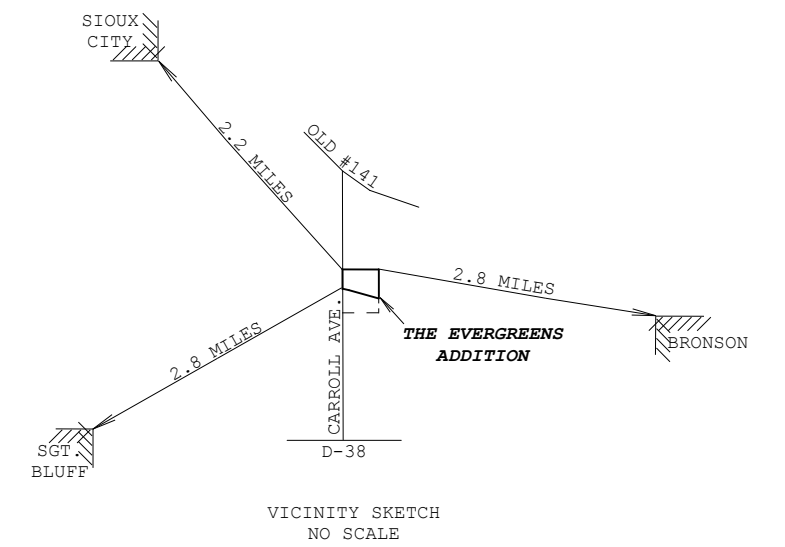 SIOUX
CITY
OLD #141
2.2 MILES
2.8 MILES
THE EVERGREENS
ADDITION
BRONSON
2.8 MILES
CARROLL AVE.
SGT.
BLUFF
D-38
VICINITY SKETCH
NO SCALE